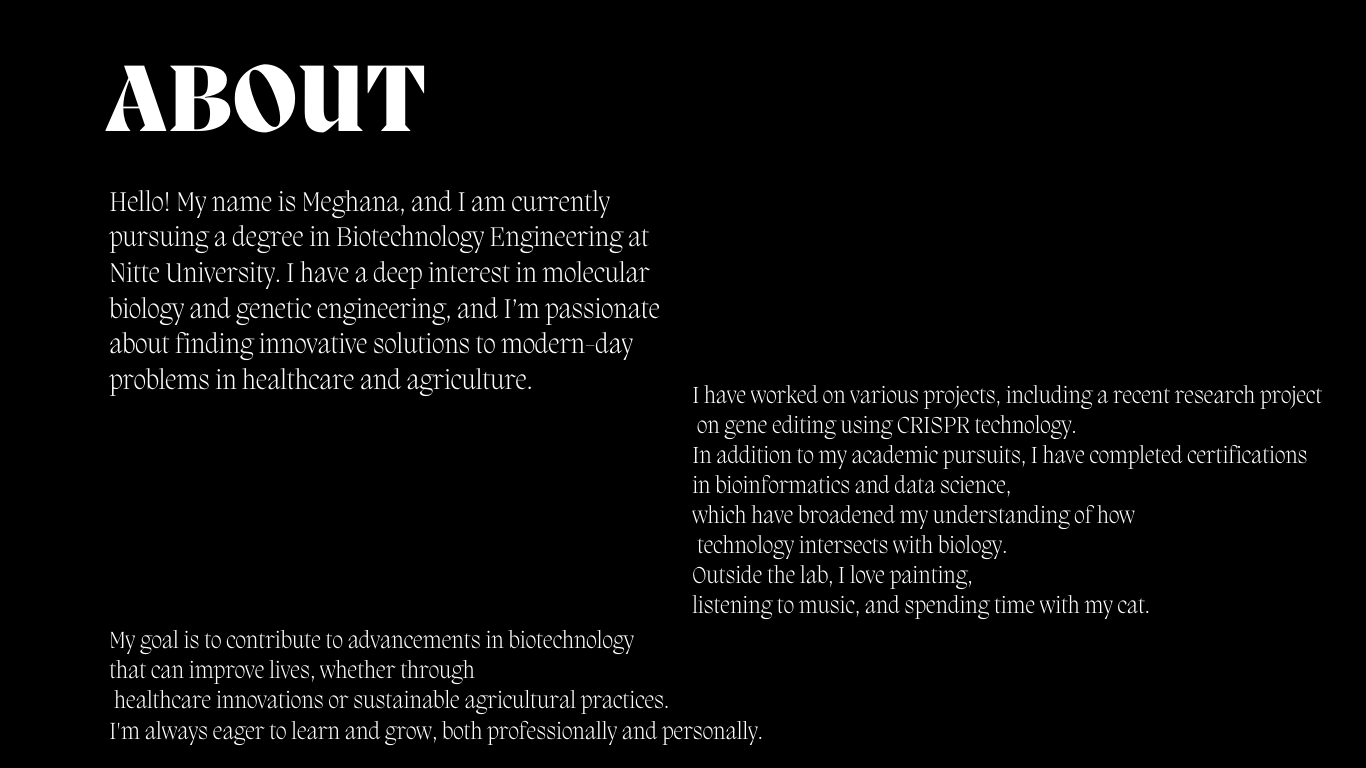 ABOUT
Hello! My name is Meghana, and I am currently
pursuing a degree in Biotechnology Engineering at
Nitte University. I have a deep interest in molecular
biology and genetic engineering, and I'm passionate
about finding innovative solutions to modern-day
problems in healthcare and agriculture.
I have worked on various projects, including a recent research project
on gene editing using CRISPR technology.
In addition to my academic pursuits, I have completed certifications
in bioinformatics and data science,
which have broadened my understanding of how
technology intersects with biology.
Outside the lab, I love painting,
listening to music, and spending time with my cat.
My goal is to contribute to advancements in biotechnology
that can improve lives, whether through
healthcare innovations or sustainable agricultural practices.
I'm always eager to learn and grow, both professionally and personally.